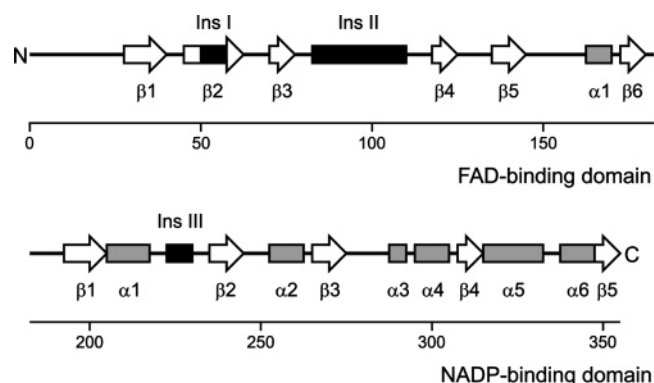 Ins I Ins II
N
β1 β2 β3 β4 β5 α1 β6
0 50 100 150
FAD-binding domain
Ins III
C
β1 α1 β2 α2 β3 α3 α4 β4 α5 α6 β5
200 250 300 350
NADP-binding domain